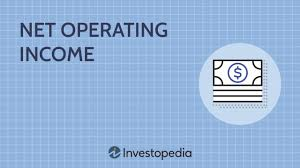 NET OPERATING
INCOME
$
Investopedia